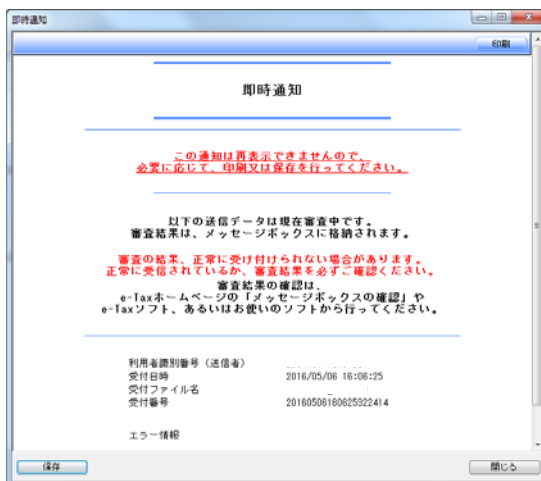 即時通知
印刷
即時通知
この通知は再表示できませんので、
必要に応じて、印刷又は保存を行ってください。
以下の送信データは現在審査中です。
審査結果は、メッセージボックスに格納されます。
審査の結果、正常に受け付けられない場合があります。
正常に受信されているか、審査結果を必ずご確認ください。
審査結果の確認は、
e-Taxホームページの「メッセージボックスの確認」や
e-Taxソフト、あるいはお使いのソフトから行ってください。
利用者識別番号（送信者）
受付日時 2016/05/06 16:06:25
受付ファイル名
受付番号 20160506160625322414
エラー情報
保存 閉じる